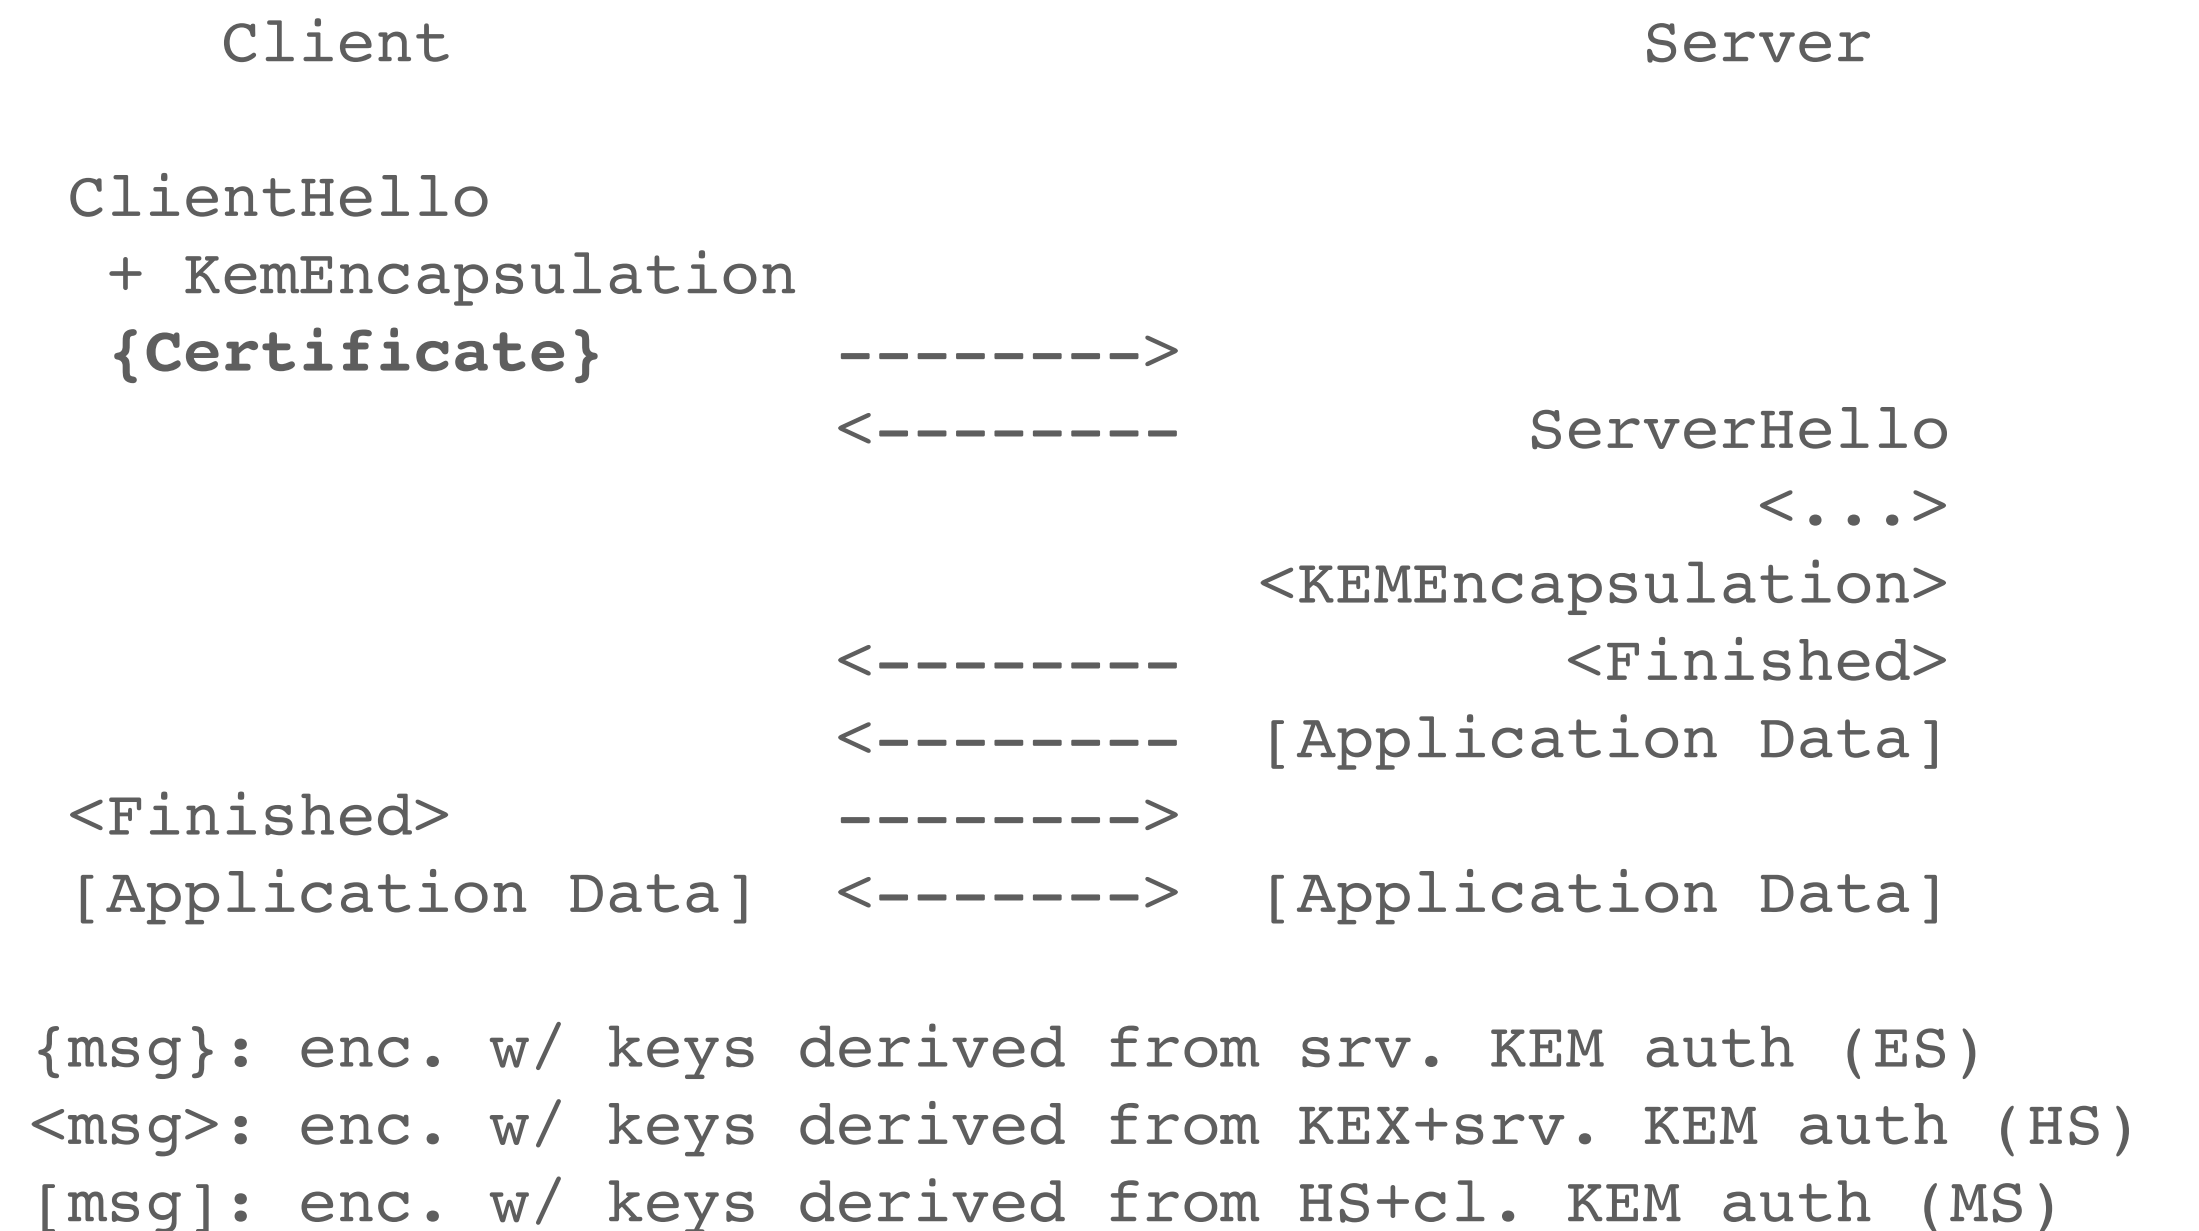 Client Server
ClientHello
+ KemEncapsulation
{Certificate} -------->
<-------- ServerHello
<...>
<KEMEncapsulation>
<-------- <Finished>
<-------- [Application Data]
<Finished> -------->
[Application Data] <-------> [Application Data]
{msg}: enc. w/ keys derived from srv. KEM auth (ES)
<msg>: enc. w/ keys derived from KEX+srv. KEM auth (HS)
[msg]: enc. w/ keys derived from HS+cl. KEM auth (MS)